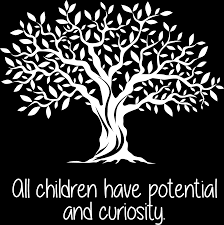 All children have potential
and curiosity.